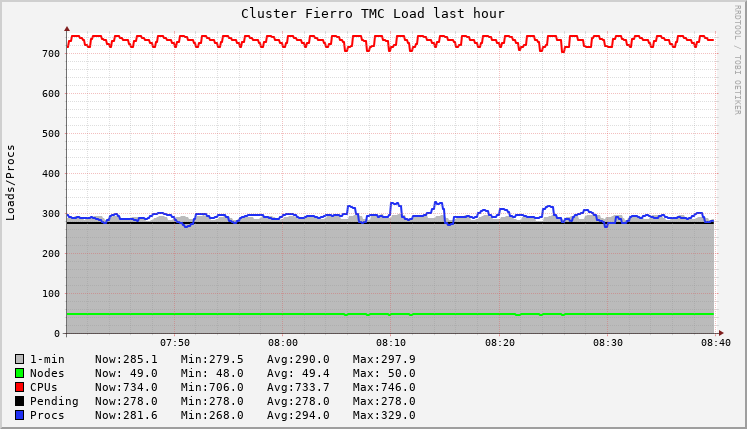 Cluster Fierro TMC Load last hour
RRDTOOL / TOBI OETIKER
Loads/Procs
700
600
500
400
300
200
100
0
07:50 08:00 08:10 08:20 08:30 08:40
1-min Now:285.1 Min:279.5 Avg:290.0 Max:297.9
Nodes Now: 49.0 Min: 48.0 Avg: 49.4 Max: 50.0
CPUs Now:734.0 Min:706.0 Avg:733.7 Max:746.0
Pending Now:278.0 Min:278.0 Avg:278.0 Max:278.0
Procs Now:281.6 Min:268.0 Avg:294.0 Max:329.0